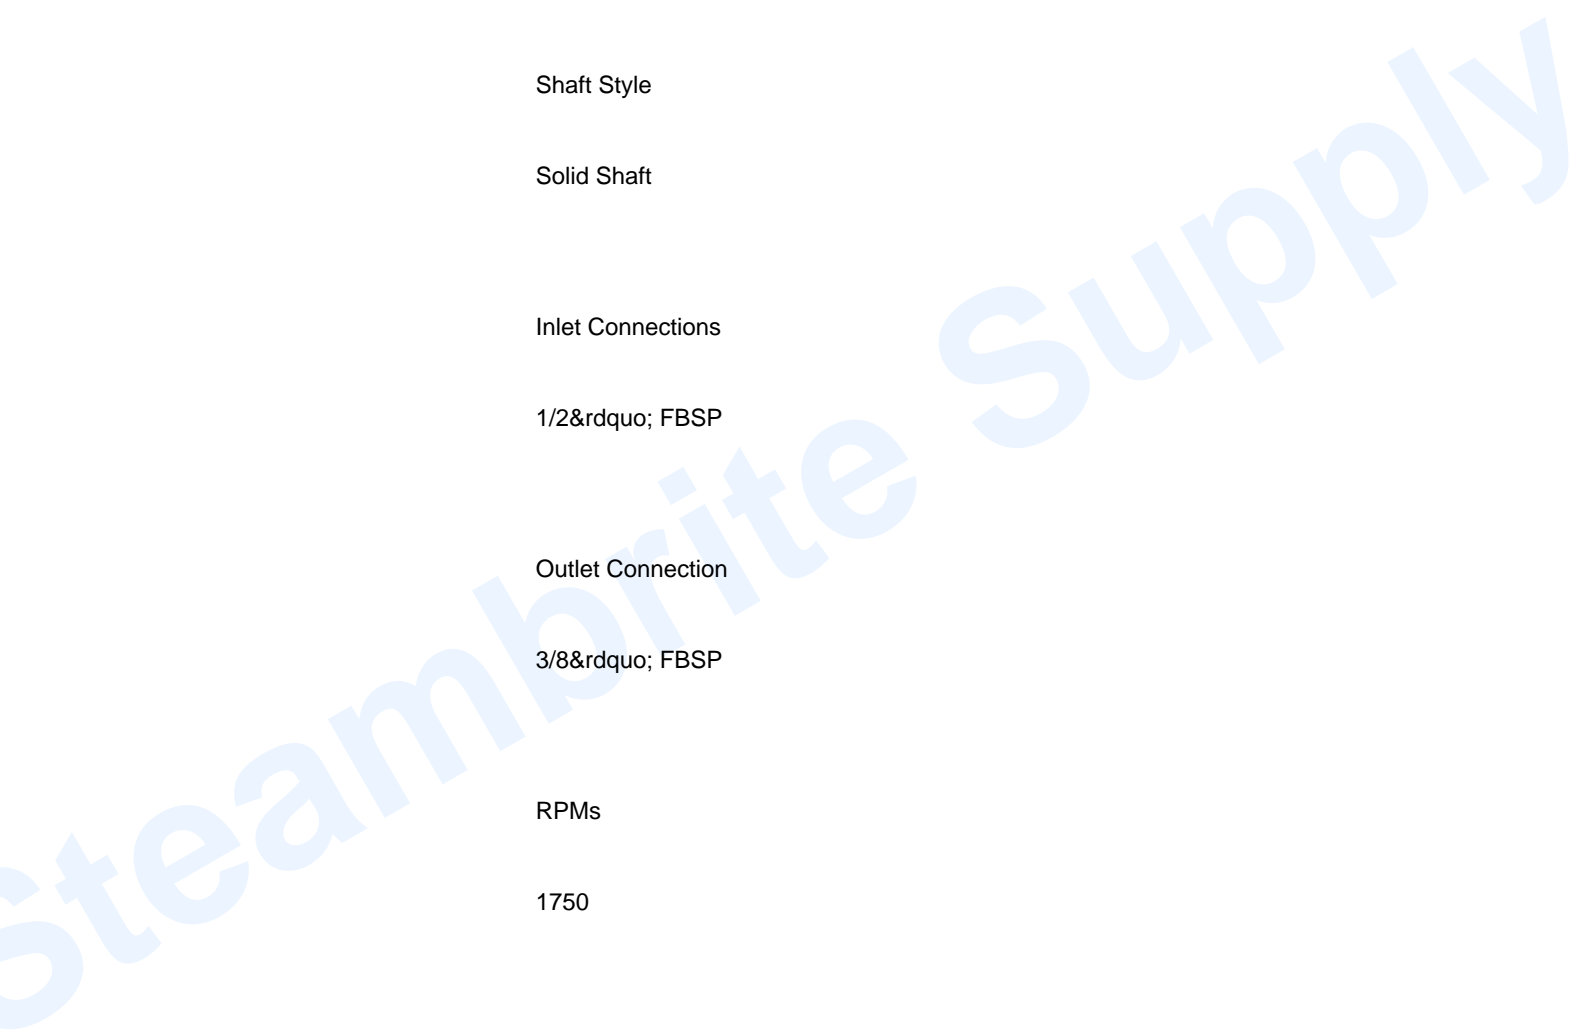 Shaft Style
Solid Shaft
Inlet Connections
1/2&rdquo; FBSP
Outlet Connection
3/8&rdquo; FBSP
RPMs
1750
Steambrite Supply